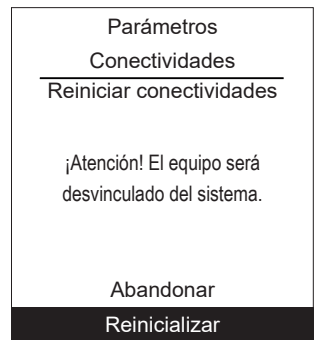 Parámetros
Conectividades
Reiniciar conectividades
¡Atención! El equipo será
desvinculado del sistema.
Abandonar
Reinicializar